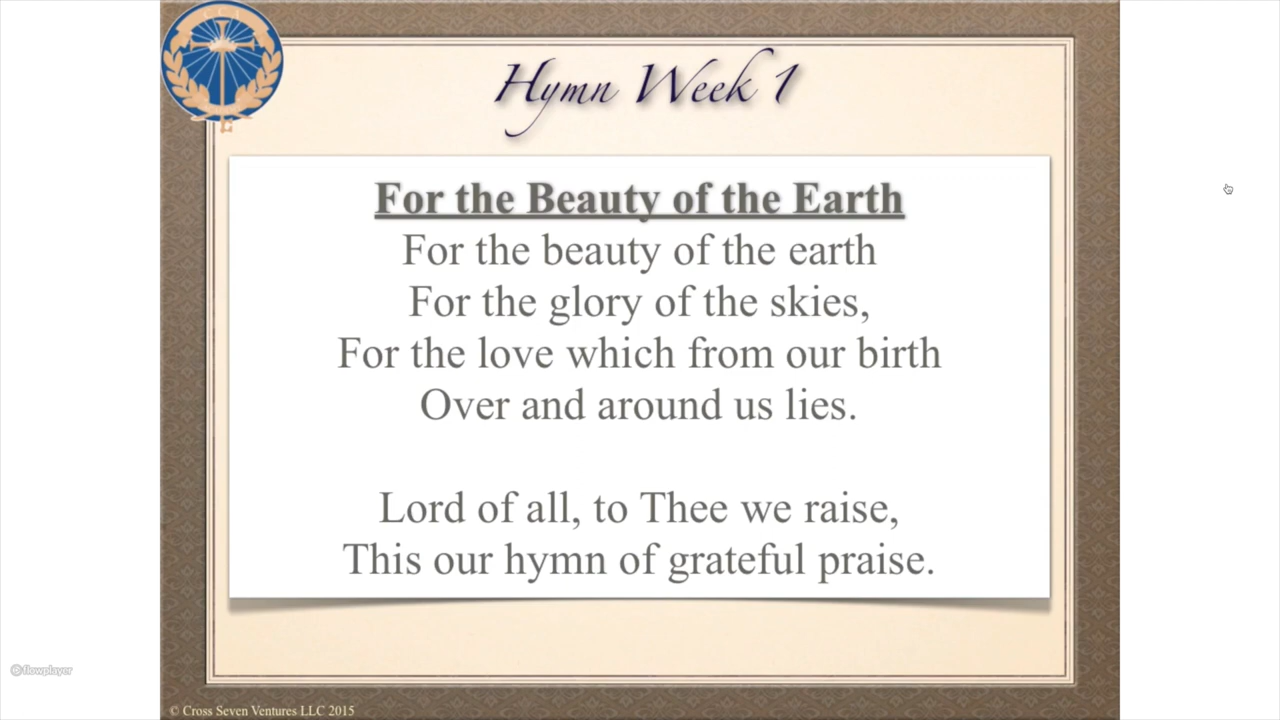 Hymn Week 1
For the Beauty of the Earth
For the beauty of the earth
For the glory of the skies,
For the love which from our birth
Over and around us lies.
Lord of all, to Thee we raise,
This our hymn of grateful praise.
flowplayer
© Cross Seven Ventures LLC 2015